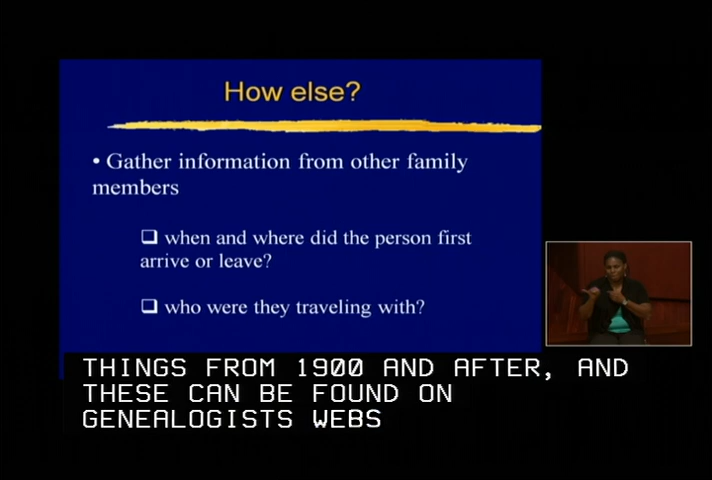 How else?
• Gather information from other family
members
❑ when and where did the person first
arrive or leave?
❑ who were they traveling with?
THINGS FROM 1900 AND AFTER, AND
THESE CAN BE FOUND ON
GENEALOGISTS WEBS